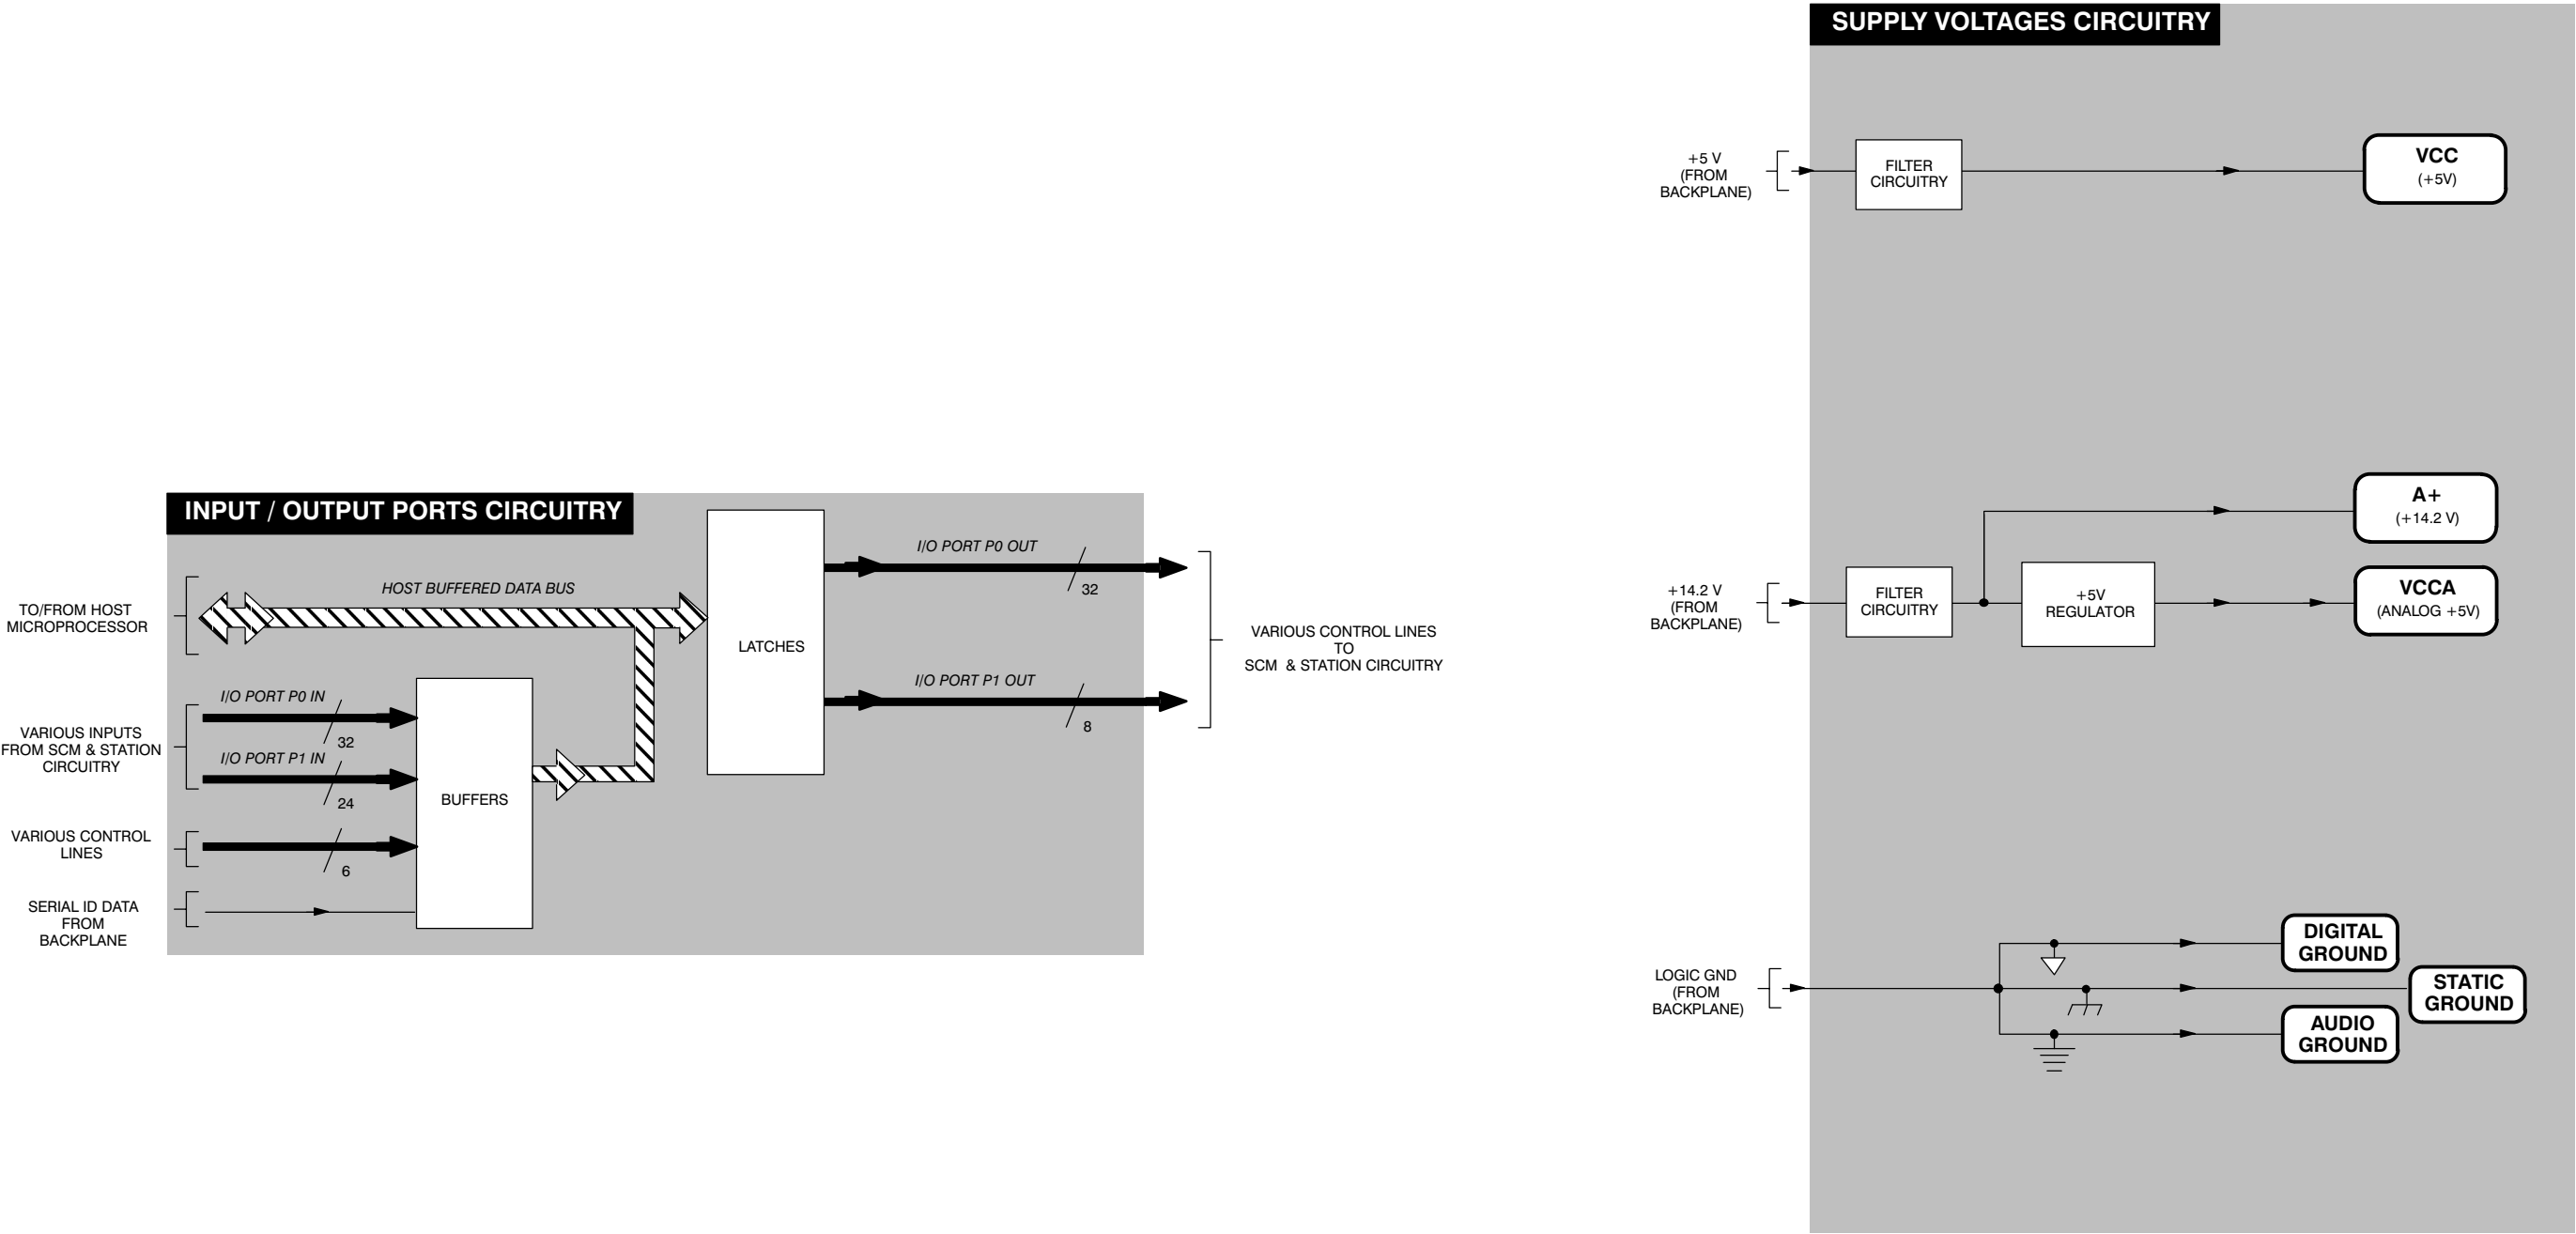 INPUT / OUTPUT PORTS CIRCUITRY
TO/FROM HOST
MICROPROCESSOR
HOST BUFFERED DATA BUS
VARIOUS INPUTS
FROM SCM & STATION
CIRCUITRY
I/O PORT P0 IN
32
I/O PORT P1 IN
24
VARIOUS CONTROL
LINES
6
SERIAL ID DATA
FROM
BACKPLANE
BUFFERS
LATCHES
I/O PORT P0 OUT
32
I/O PORT P1 OUT
8
VARIOUS CONTROL LINES
TO
SCM & STATION CIRCUITRY
SUPPLY VOLTAGES CIRCUITRY
+5 V
(FROM
BACKPLANE)
FILTER
CIRCUITRY
VCC
(+5V)
+14.2 V
(FROM
BACKPLANE)
FILTER
CIRCUITRY
+5V
REGULATOR
A+
(+14.2 V)
VCCA
(ANALOG +5V)
LOGIC GND
(FROM
BACKPLANE)
DIGITAL
GROUND
STATIC
GROUND
AUDIO
GROUND